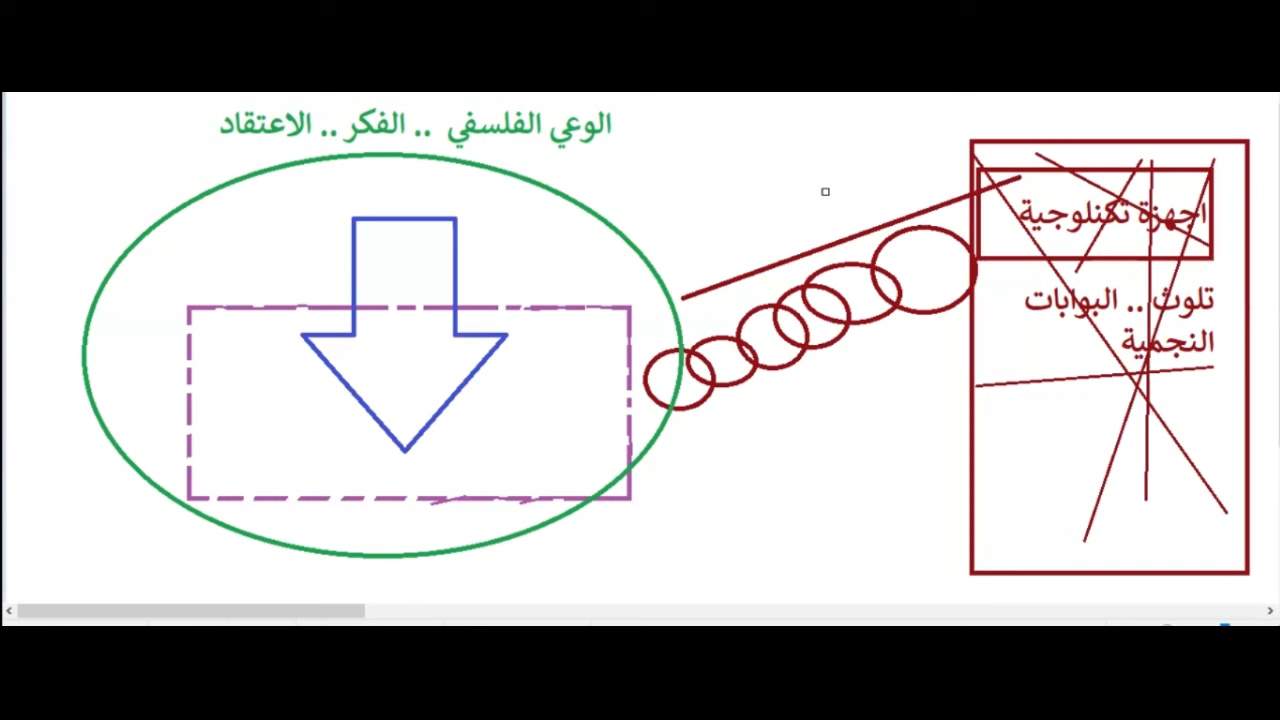 الوعي الفلسفي .. الفكر .. الاعتقاد
اجهزة تكنلوجية
تلوث .. البوابات
النجمية